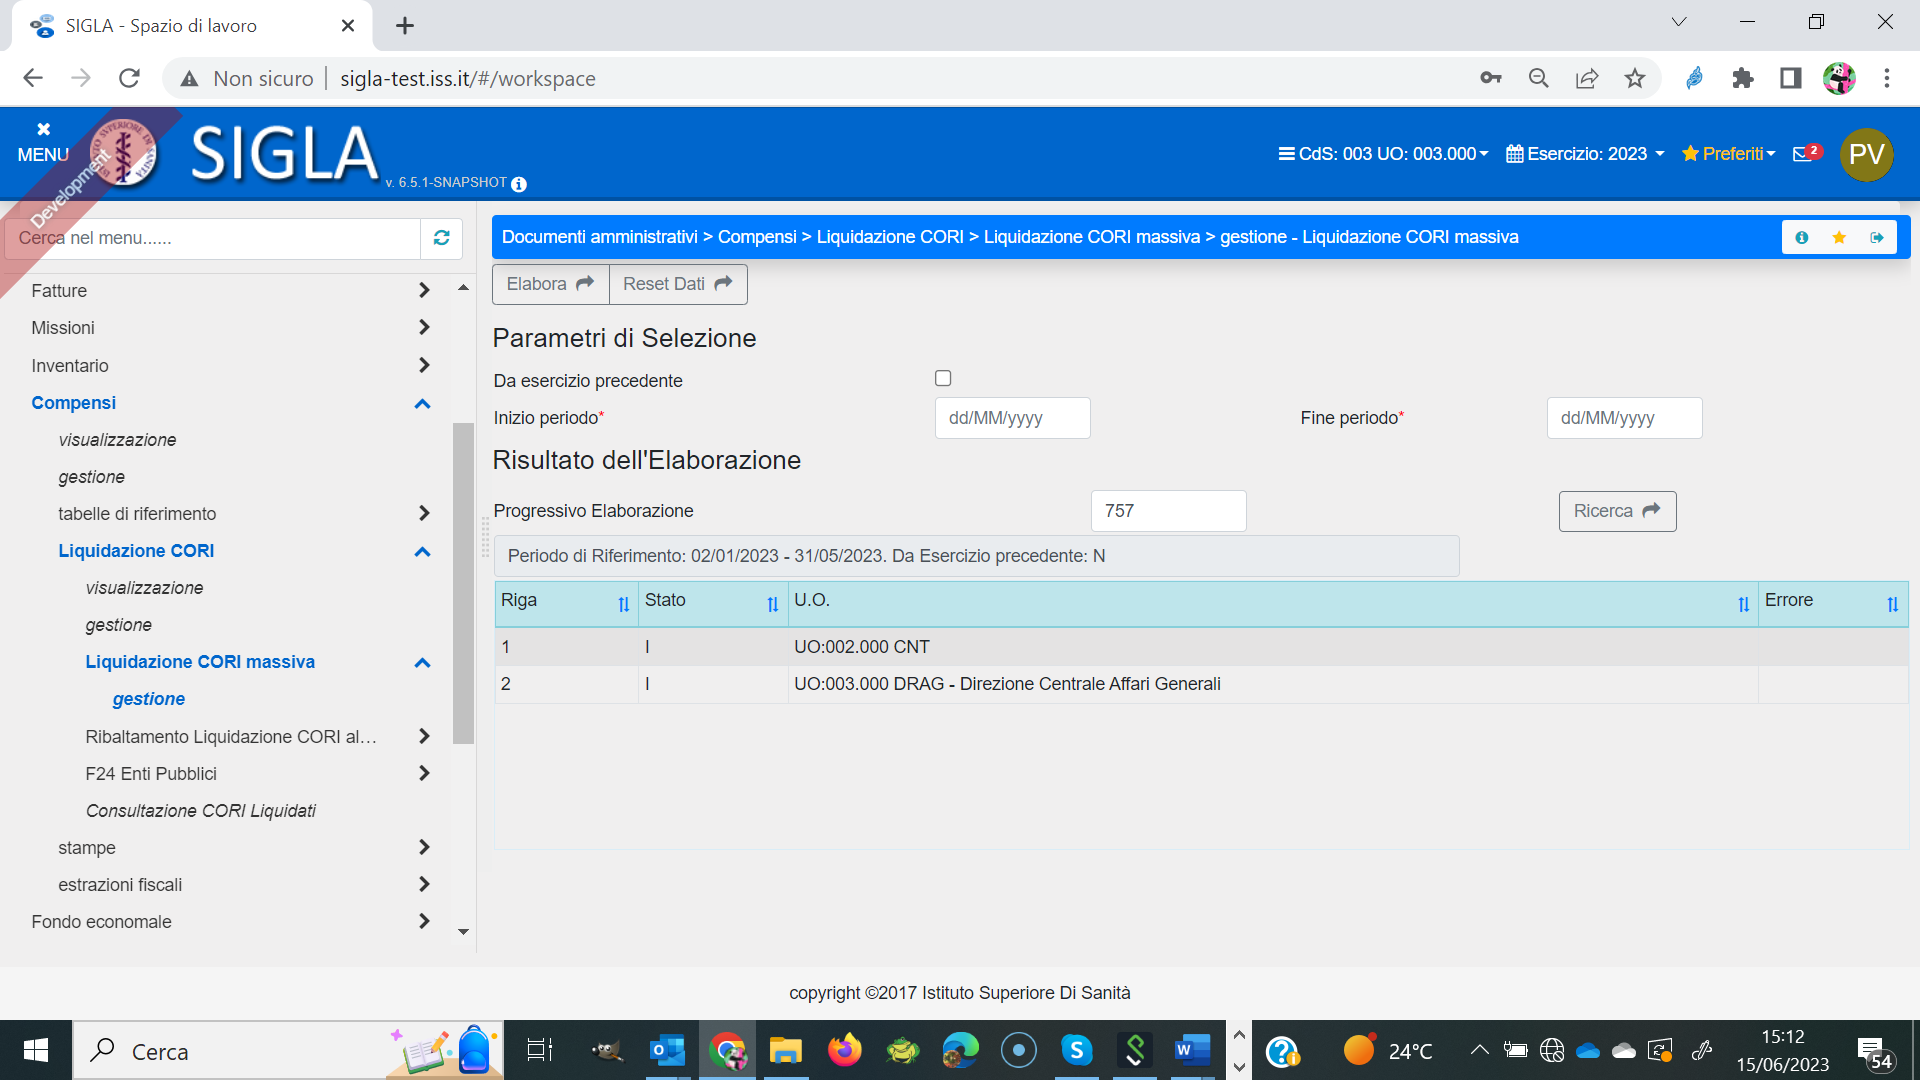 SIGLA - Spazio di lavoro
Non sicuro
sigla-test.iss.it/#/workspace
MENU
Development
SIGLA
v. 6.5.1-SNAPSHOT
CdS: 003 UO: 003.000
Esercizio: 2023
Preferiti
2
PV
Cerca nel menu......
Fatture
Missioni
Inventario
Compensi
visualizzazione
gestione
tabelle di riferimento
Liquidazione CORI
visualizzazione
gestione
Liquidazione CORI massiva
gestione
Ribaltamento Liquidazione CORI al...
F24 Enti Pubblici
Consultazione CORI Liquidati
stampe
estrazioni fiscali
Fondo economale
Documenti amministrativi > Compensi > Liquidazione CORI > Liquidazione CORI massiva > gestione - Liquidazione CORI massiva
Elabora
Reset Dati
Parametri di Selezione
Da esercizio precedente
Inizio periodo* dd/MM/yyyy Fine periodo* dd/MM/yyyy
Risultato dell'Elaborazione
Progressivo Elaborazione 757 Ricerca
Periodo di Riferimento: 02/01/2023 - 31/05/2023. Da Esercizio precedente: N
Riga Stato U.O. Errore
1 I UO:002.000 CNT
2 I UO:003.000 DRAG - Direzione Centrale Affari Generali
copyright ©2017 Istituto Superiore Di Sanità
Cerca
24°C
15:12
15/06/2023
54